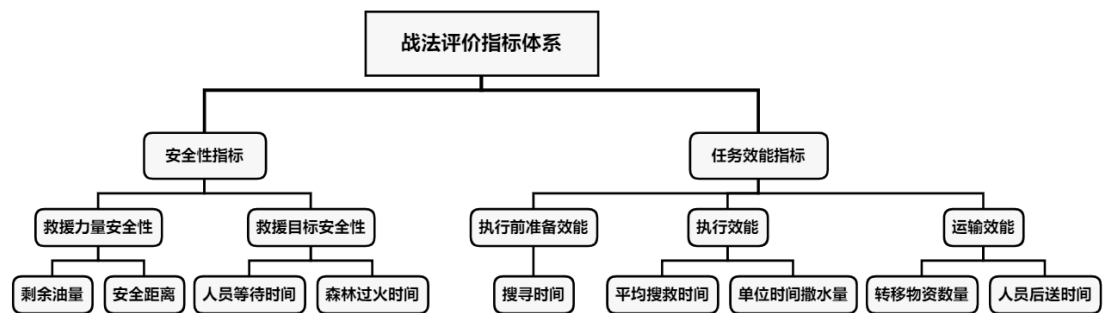 战法评价指标体系
安全性指标
任务效能指标
救援力量安全性
救援目标安全性
执行前准备效能
执行效能
运输效能
剩余油量
安全距离
人员等待时间
森林过火时间
搜寻时间
平均搜救时间
单位时间撒水量
转移物资数量
人员后送时间